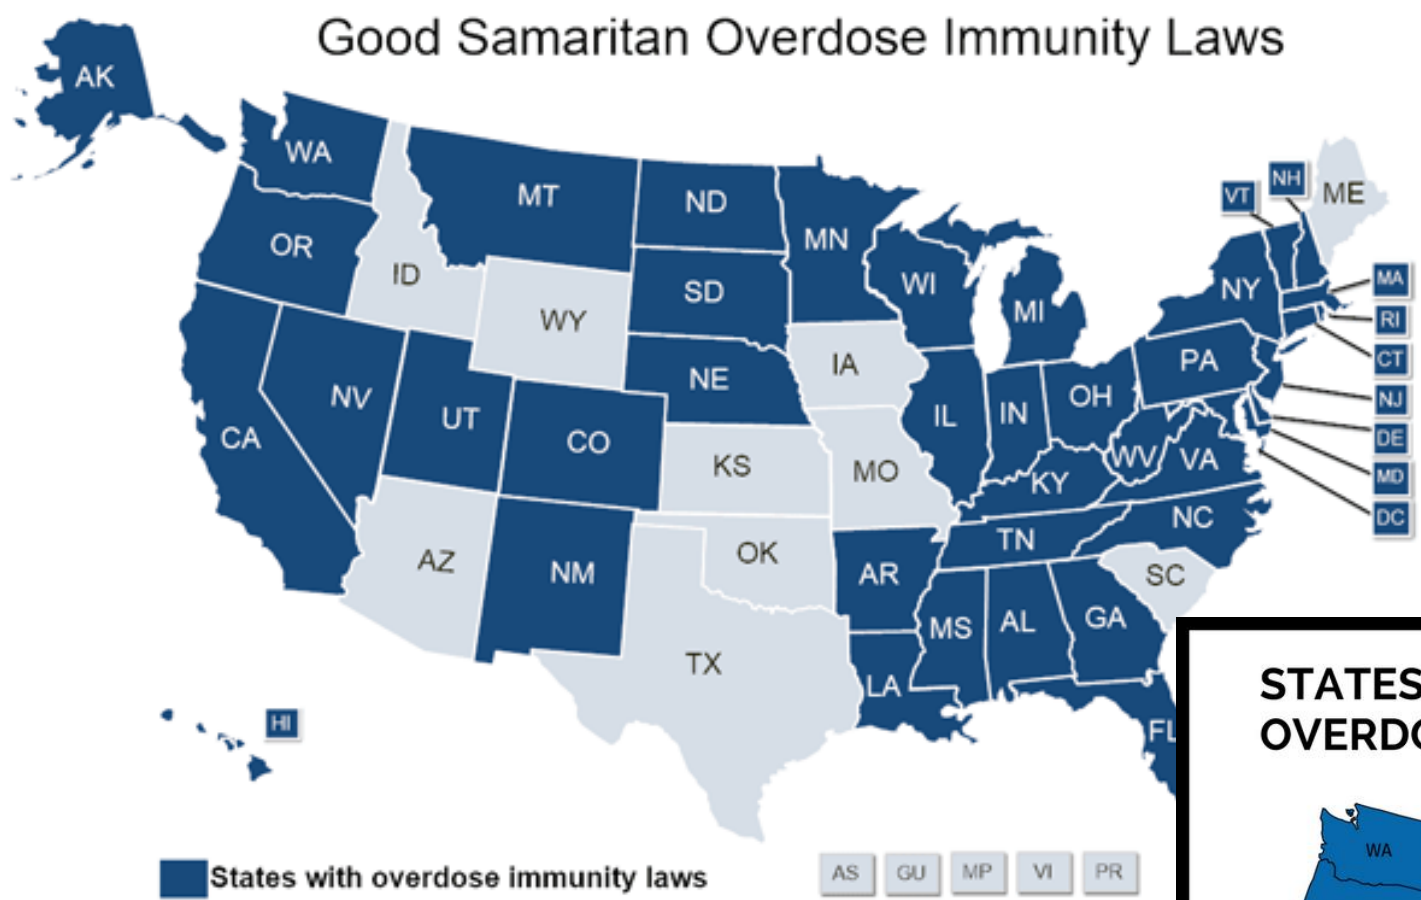 Good Samaritan Overdose Immunity Laws
AK
WA
MT
ND
MN
VT
NH
ME
OR
ID
WY
SD
WI
MI
NY
MA
RI
CT
NJ
DE
MD
DC
NV
UT
CO
NE
IA
IL
IN
OH
PA
CA
KS
MO
KY
WV
VA
AZ
NM
OK
AR
TN
NC
SC
TX
LA
MS
AL
GA
FL
HI
States with overdose immunity laws
AS
GU
MP
VI
PR
STATES
OVERDO
WA